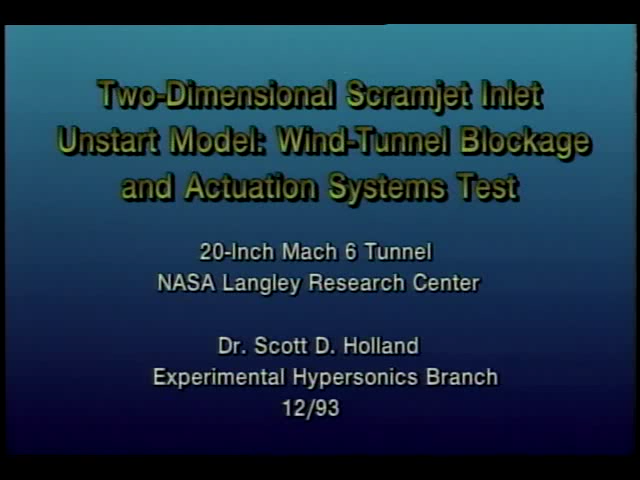 Two-Dimensional Scramjet Inlet
Unstart Model: Wind-Tunnel Blockage
and Actuation Systems Test
20-Inch Mach 6 Tunnel
NASA Langley Research Center
Dr. Scott D. Holland
Experimental Hypersonics Branch
12/93